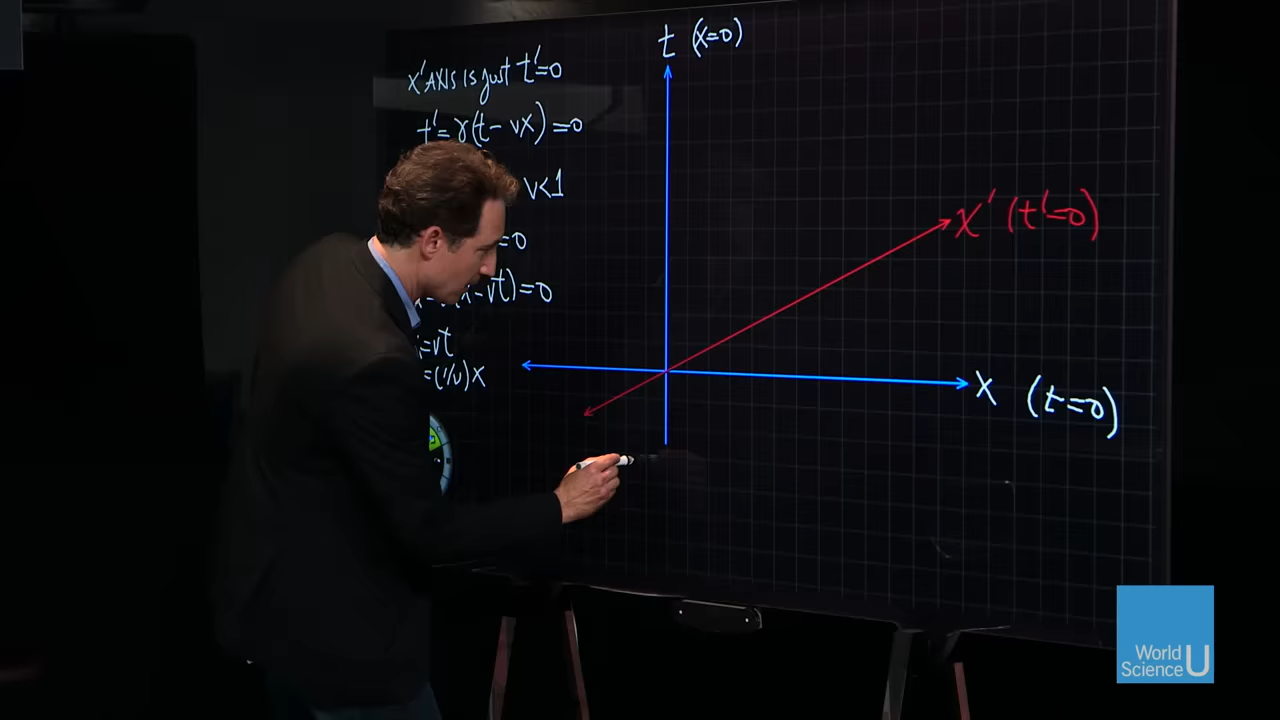 x' AXIS is just t'=0
t'= γ(t- vx) =0
v<1
=0
-vt)=0
=vt
=(1/v)x
t (x=0)
x' (t'=0)
x (t=0)
World
Science U